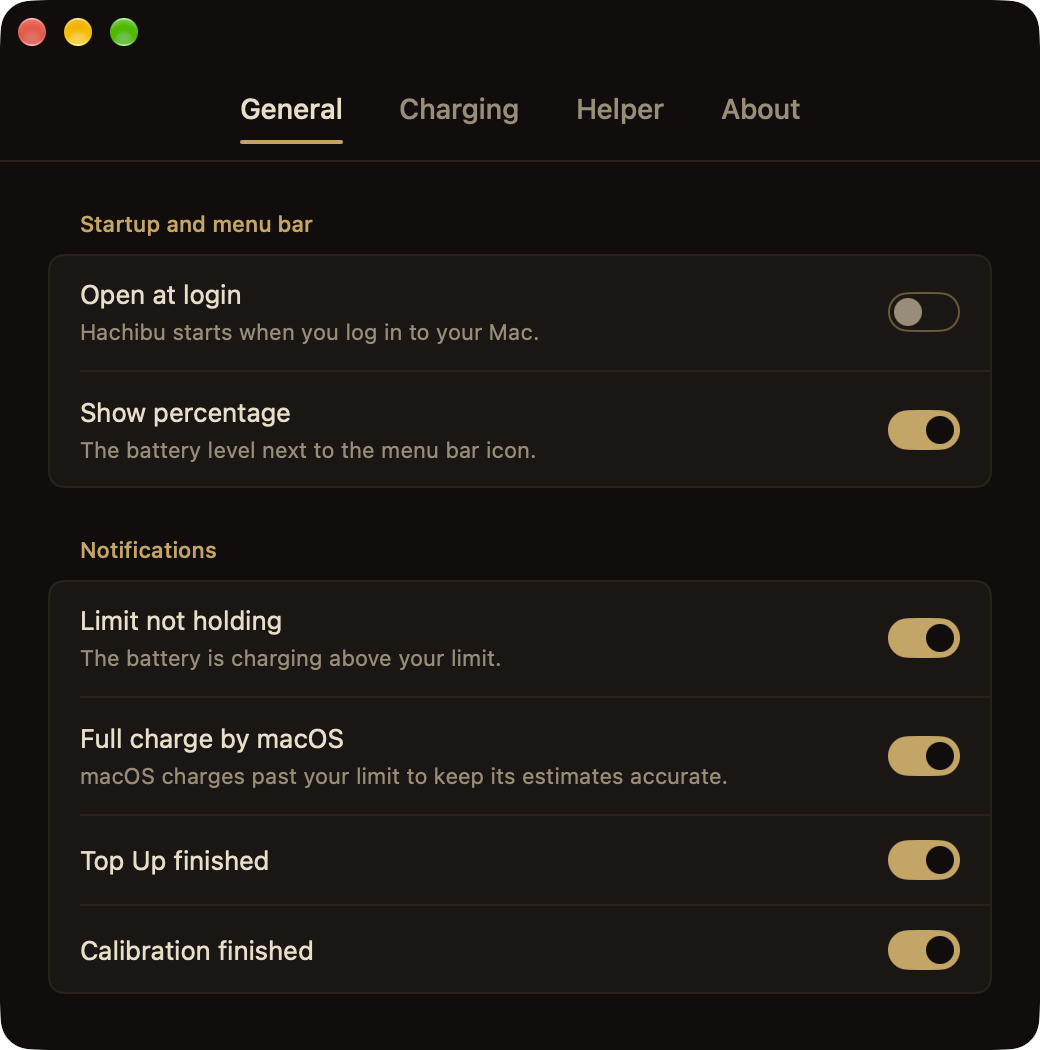 General
Charging
Helper
About
Startup and menu bar
Open at login
Hachibu starts when you log in to your Mac.
Show percentage
The battery level next to the menu bar icon.
Notifications
Limit not holding
The battery is charging above your limit.
Full charge by macOS
macOS charges past your limit to keep its estimates accurate.
Top Up finished
Calibration finished